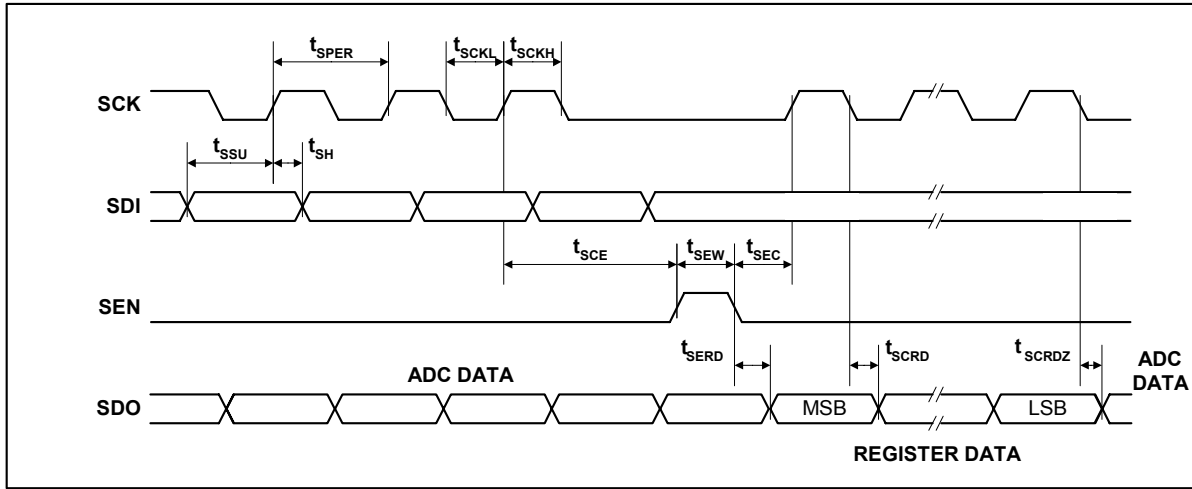 tSPER
tSCKL
tSCKH
SCK
tSSU
tSH
SDI
tSCE
tSEW
tSEC
SEN
tSERD
tSCRD
tSCRDZ
ADC DATA
ADC DATA
SDO
MSB
LSB
REGISTER DATA